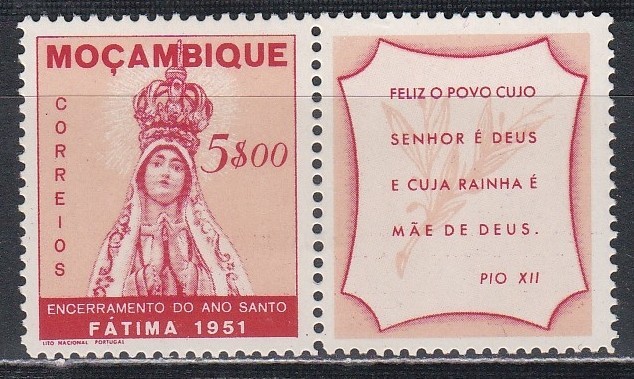 MOÇAMBIQUE
CORREIOS
5$00
ENCERRAMENTO DO ANO SANTO
FÁTIMA 1951
LITO NACIONAL PORTUGAL
FELIZ O POVO CUJO
SENHOR É DEUS
E CUJA RAINHA É
MÃE DE DEUS.
PIO XII